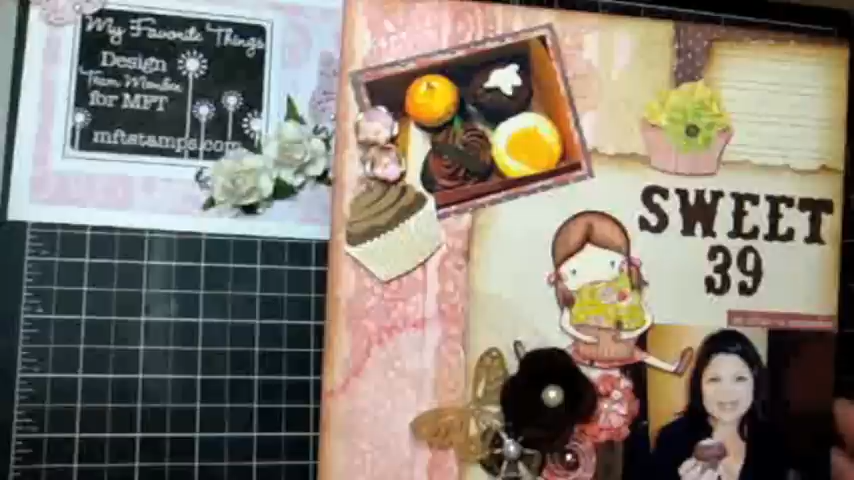 My Favorite Things
Design
Team Member
for MFT
mftstamps.com
SWEET
39